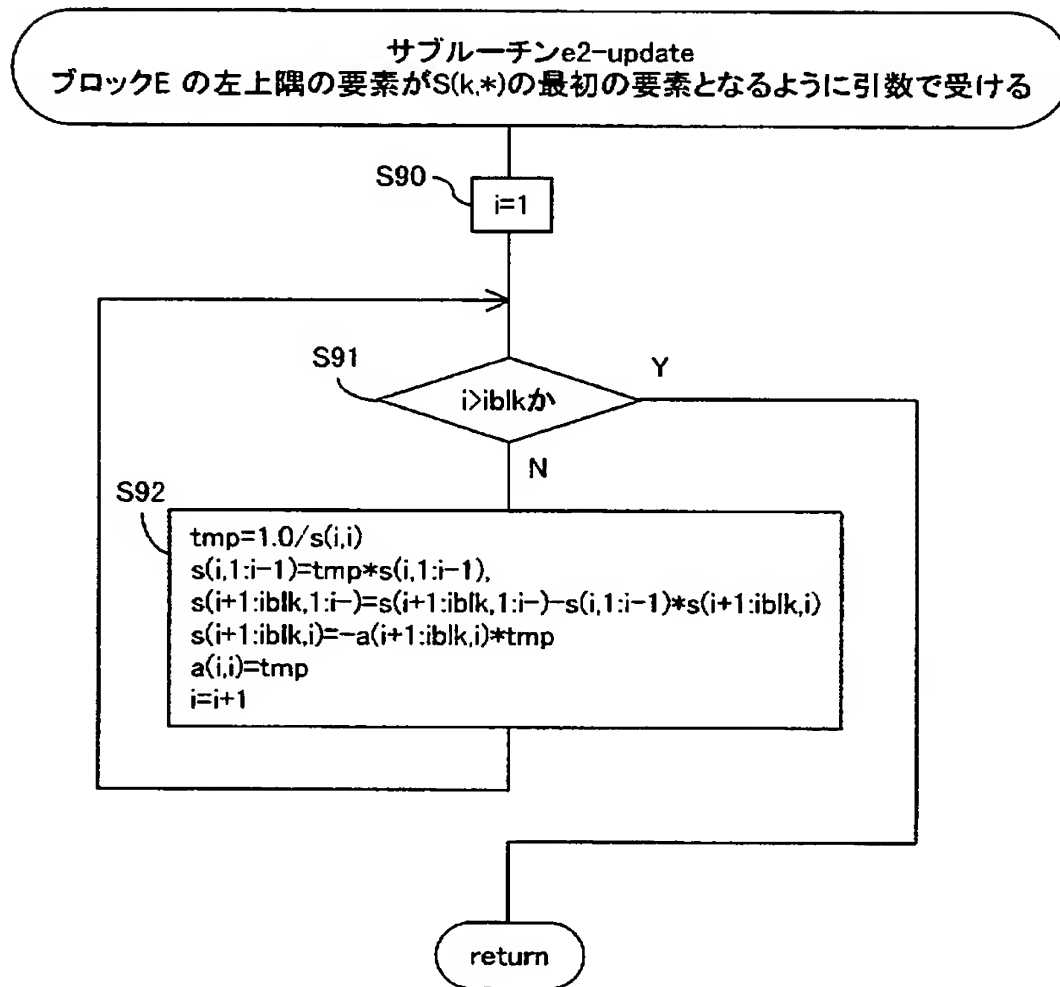 サブルーチンe2-update
ブロックE の左上隅の要素がS(k,*)の最初の要素となるように引数で受ける
S90
i=1
S91
i>iblkか
Y
N
S92
tmp=1.0/s(i,i)
s(i,1:i-1)=tmp*s(i,1:i-1),
s(i+1:iblk,1:i-)=s(i+1:iblk,1:i-)-s(i,1:i-1)*s(i+1:iblk,i)
s(i+1:iblk,i)=-a(i+1:iblk,i)*tmp
a(i,i)=tmp
i=i+1
return